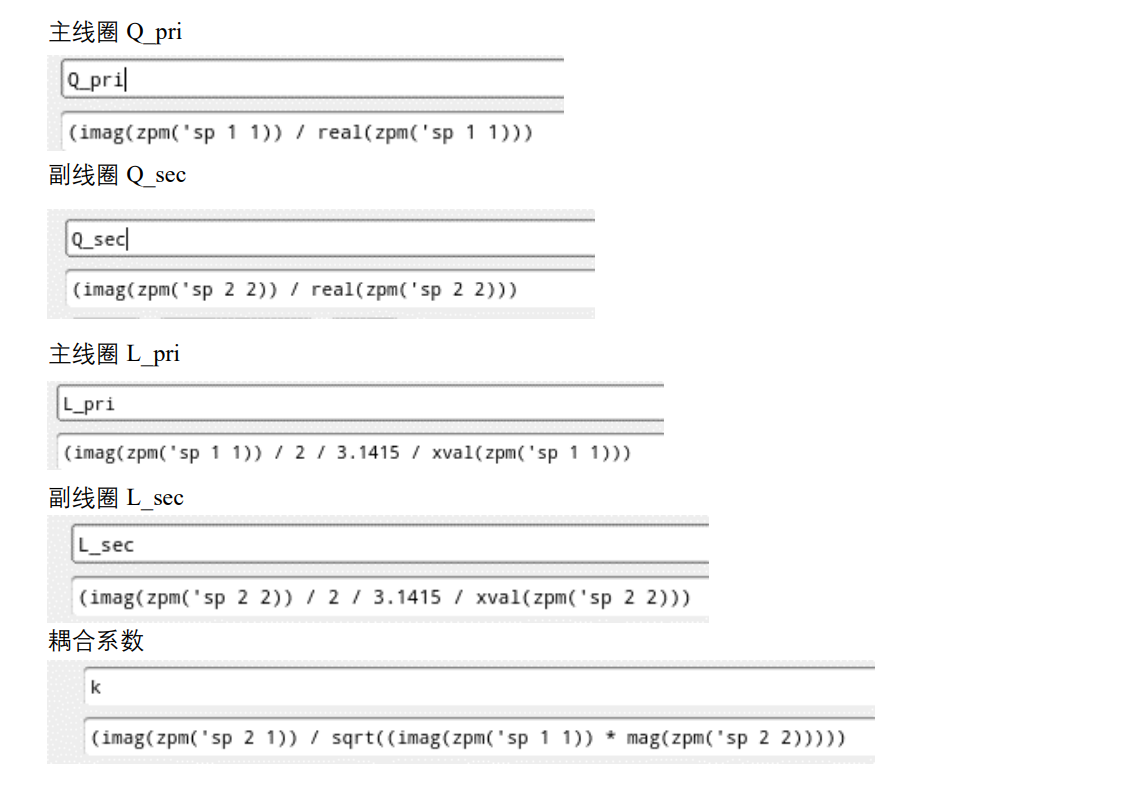 主线圈 Q_pri
Q_pri
(imag(zpm('sp 1 1)) / real(zpm('sp 1 1)))
副线圈 Q_sec
Q_sec
(imag(zpm('sp 2 2)) / real(zpm('sp 2 2)))
主线圈 L_pri
L_pri
(imag(zpm('sp 1 1)) / 2 / 3.1415 / xval(zpm('sp 1 1)))
副线圈 L_sec
L_sec
(imag(zpm('sp 2 2)) / 2 / 3.1415 / xval(zpm('sp 2 2)))
耦合系数
k
(imag(zpm('sp 2 1)) / sqrt((imag(zpm('sp 1 1)) * mag(zpm('sp 2 2)))))